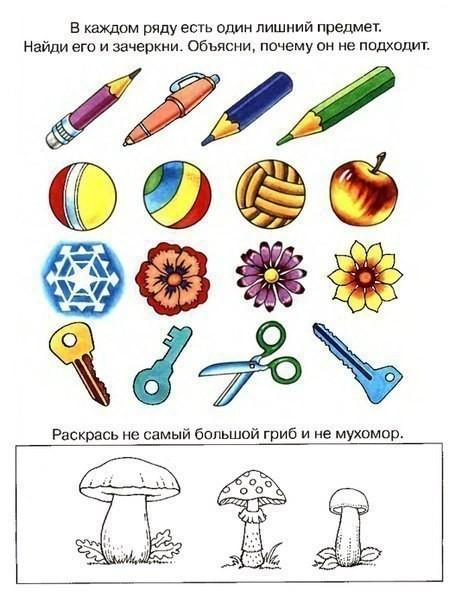 В каждом ряду есть один лишний предмет.
Найди его и зачеркни. Объясни, почему он не подходит.
Раскрась не самый большой гриб и не мухомор.